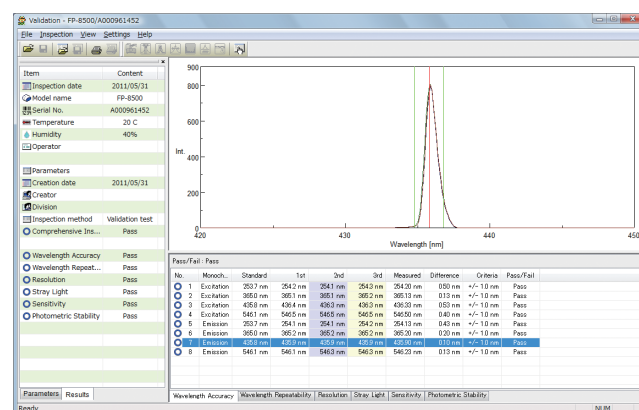 Validation - FP-8500/A000961452
File Inspection View Settings Help
Item Content
Inspection date 2011/05/31
Model name FP-8500
Serial No. A000961452
Temperature 20 C
Humidity 40%
Operator
Parameters
Creation date 2011/05/31
Creator
Division
Inspection method Validation test
Comprehensive Ins... Pass
Wavelength Accuracy Pass
Wavelength Repeat... Pass
Resolution Pass
Stray Light Pass
Sensitivity Pass
Photometric Stability Pass
Parameters Results
900
800
600
Int.
400
200
0
420 430 440 450
Wavelength [nm]
Pass/Fail : Pass
No. Monoch... Standard 1st 2nd 3rd Measured Difference Criteria Pass/Fail
1 Excitation 253.7 nm 254.2 nm 254.1 nm 254.3 nm 254.20 nm 0.50 nm +/- 1.0 nm Pass
2 Excitation 365.0 nm 365.1 nm 365.1 nm 365.2 nm 365.13 nm 0.13 nm +/- 1.0 nm Pass
3 Excitation 435.8 nm 436.4 nm 436.3 nm 436.3 nm 436.33 nm 0.53 nm +/- 1.0 nm Pass
4 Excitation 546.1 nm 546.5 nm 546.5 nm 546.5 nm 546.50 nm 0.40 nm +/- 1.0 nm Pass
5 Emission 253.7 nm 254.1 nm 254.1 nm 254.2 nm 254.13 nm 0.43 nm +/- 1.0 nm Pass
6 Emission 365.0 nm 365.2 nm 365.2 nm 365.2 nm 365.20 nm 0.20 nm +/- 1.0 nm Pass
7 Emission 435.8 nm 435.9 nm 435.9 nm 435.9 nm 435.90 nm 0.10 nm +/- 1.0 nm Pass
8 Emission 546.1 nm 546.1 nm 546.3 nm 546.3 nm 546.23 nm 0.13 nm +/- 1.0 nm Pass
Wavelength Accuracy Wavelength Repeatability Resolution Stray Light Sensitivity Photometric Stability
Ready NUM